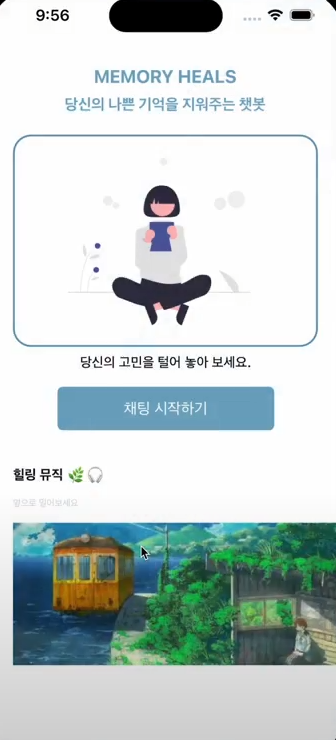 9:56
MEMORY HEALS
당신의 나쁜 기억을 지워주는 챗봇
당신의 고민을 털어 놓아 보세요.
채팅 시작하기
힐링 뮤직 🌿 🎧
옆으로 밀어보세요